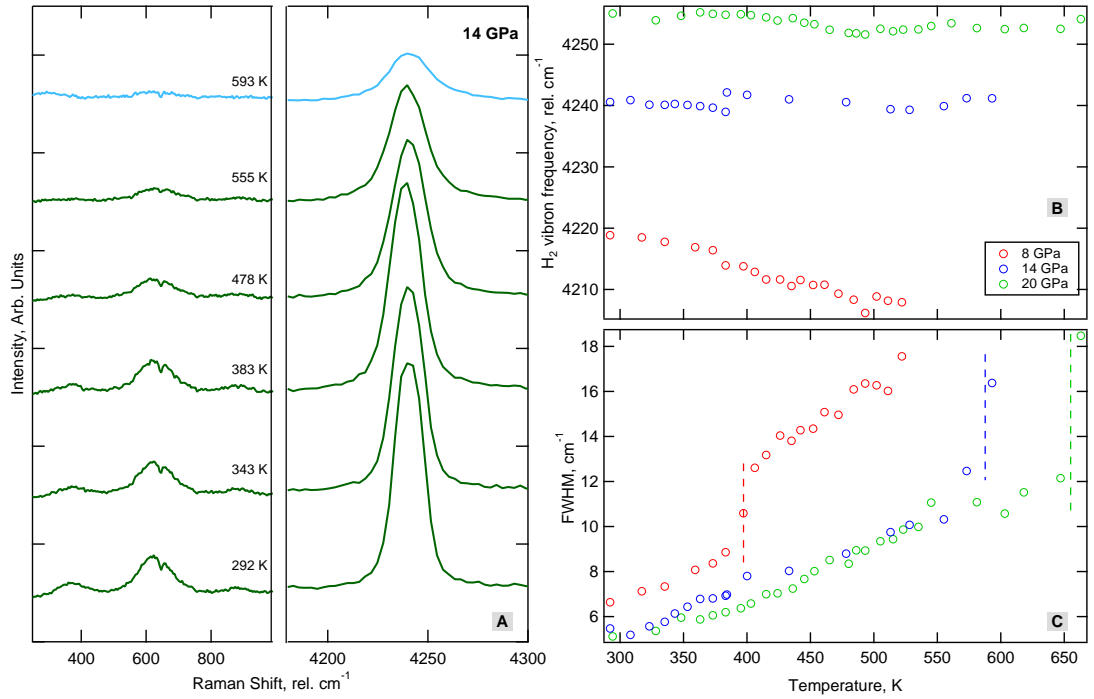 14 GPa
593 K
555 K
478 K
383 K
343 K
292 K
Intensity, Arb. Units
400
600
800
4200
4250
4300
Raman Shift, rel. cm⁻¹
A
4250
4240
4230
4220
4210
H₂ vibron frequency, rel. cm⁻¹
B
8 GPa
14 GPa
20 GPa
18
16
14
12
10
8
6
FWHM, cm⁻¹
C
300
350
400
450
500
550
600
650
Temperature, K